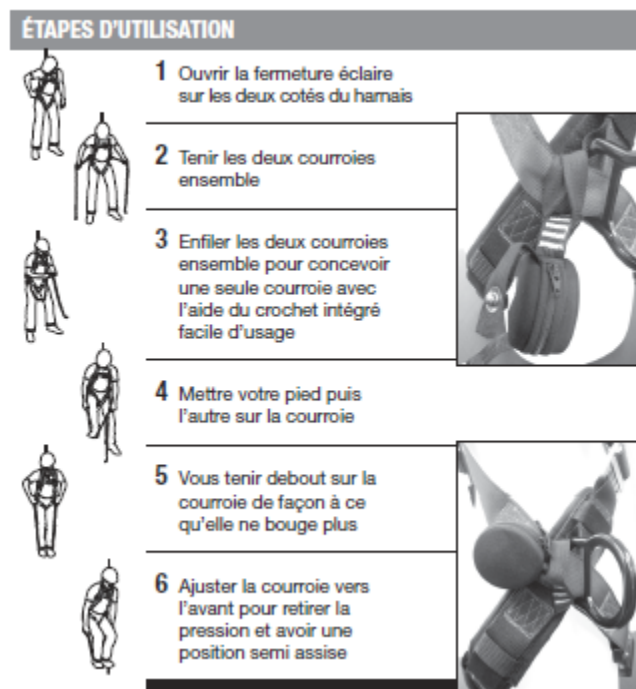 ÉTAPES D'UTILISATION
1 Ouvrir la fermeture éclaire
sur les deux cotés du harnais
2 Tenir les deux courroies
ensemble
3 Enfiler les deux courroies
ensemble pour concevoir
une seule courroie avec
l'aide du crochet intégré
facile d'usage
4 Mettre votre pied puis
l'autre sur la courroie
5 Vous tenir debout sur la
courroie de façon à ce
qu'elle ne bouge plus
6 Ajuster la courroie vers
l'avant pour retirer la
pression et avoir une
position semi assise